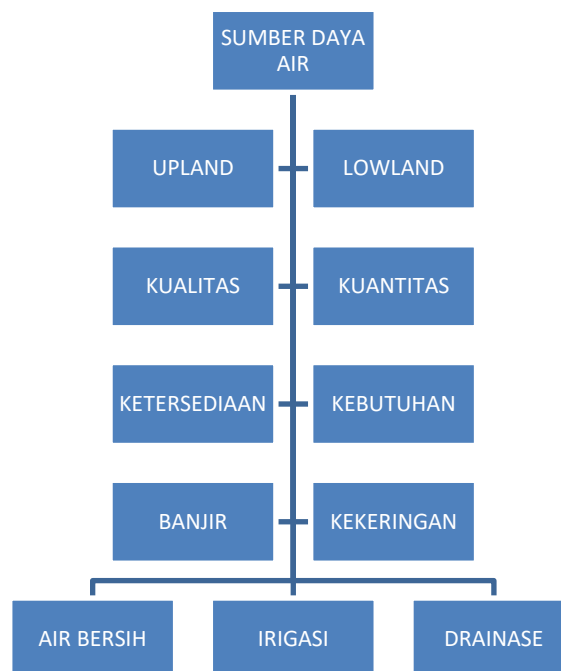 SUMBER DAYA
AIR
UPLAND
LOWLAND
KUALITAS
KUANTITAS
KETERSEDIAAN
KEBUTUHAN
BANJIR
KEKERINGAN
AIR BERSIH
IRIGASI
DRAINASE